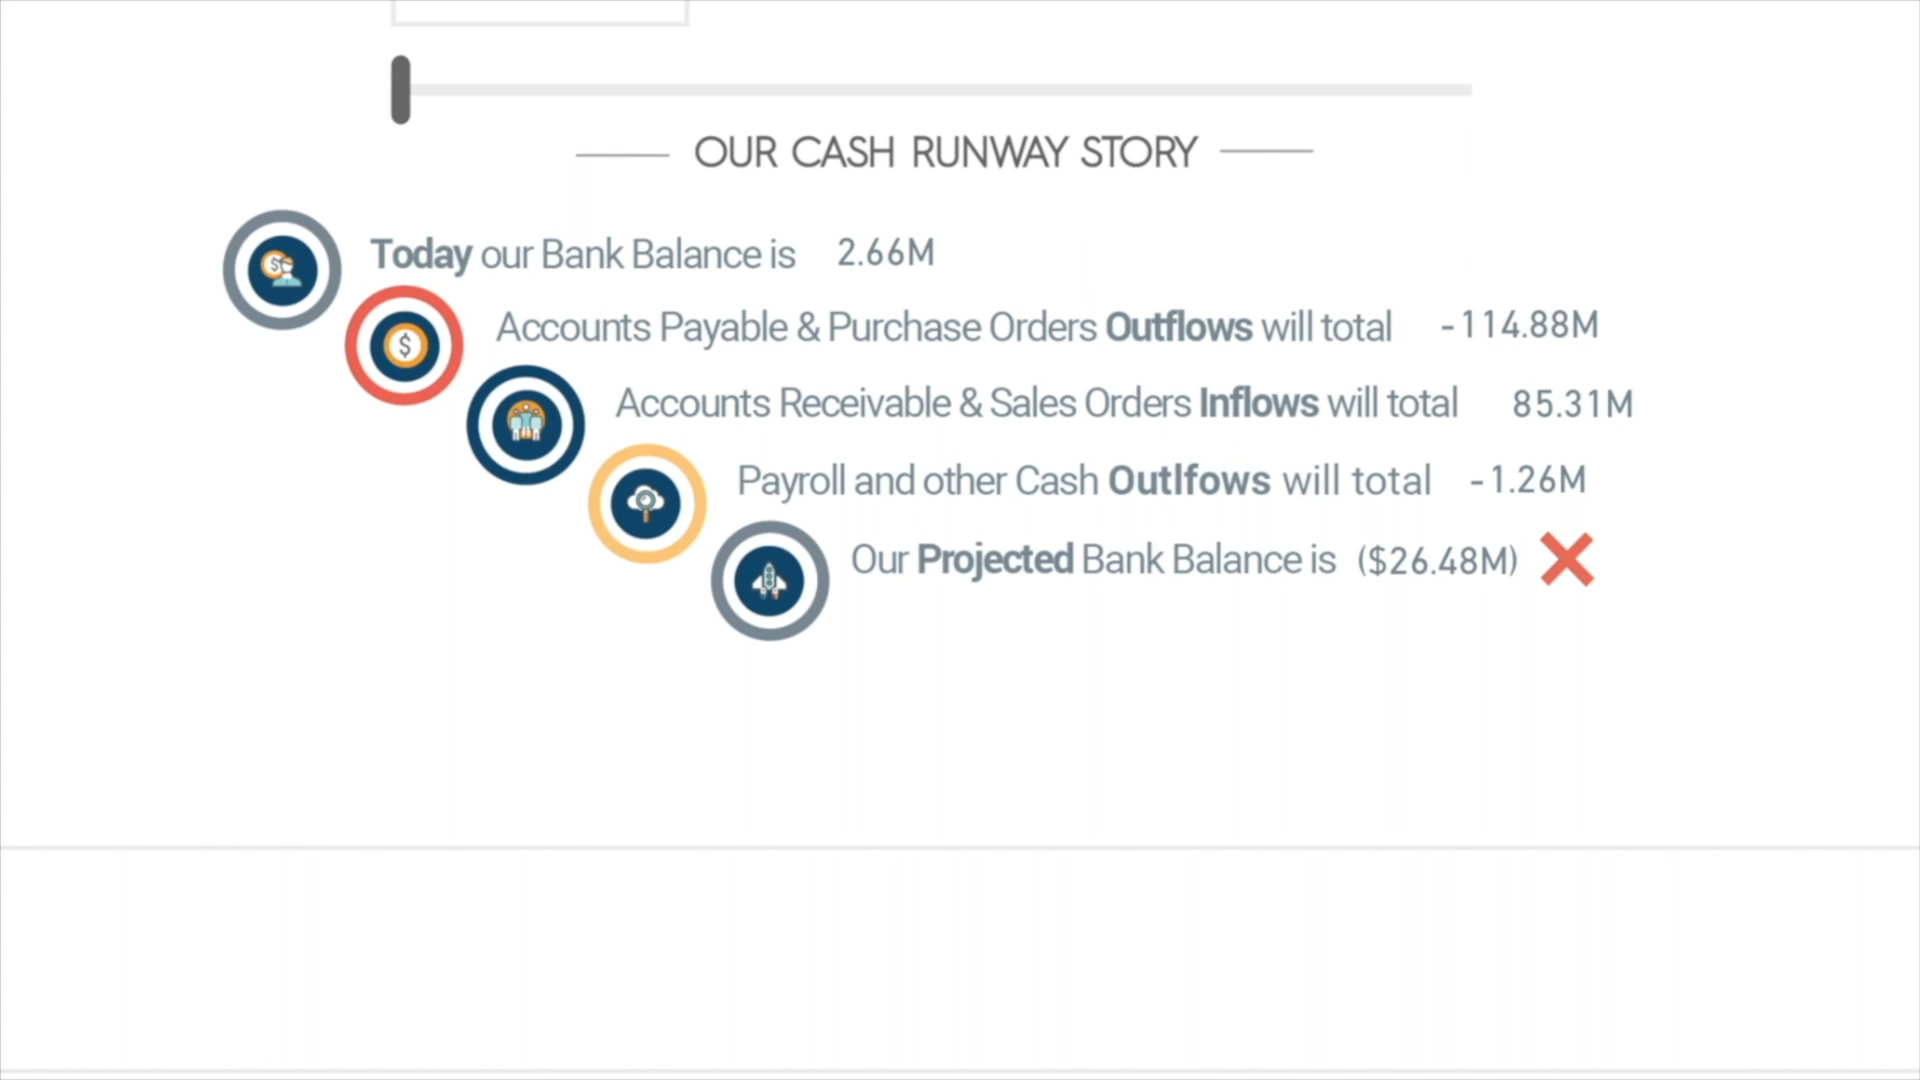 OUR CASH RUNWAY STORY
Today our Bank Balance is 2.66M
Accounts Payable & Purchase Orders Outflows will total -114.88M
Accounts Receivable & Sales Orders Inflows will total 85.31M
Payroll and other Cash Outlfows will total -1.26M
Our Projected Bank Balance is ($26.48M)